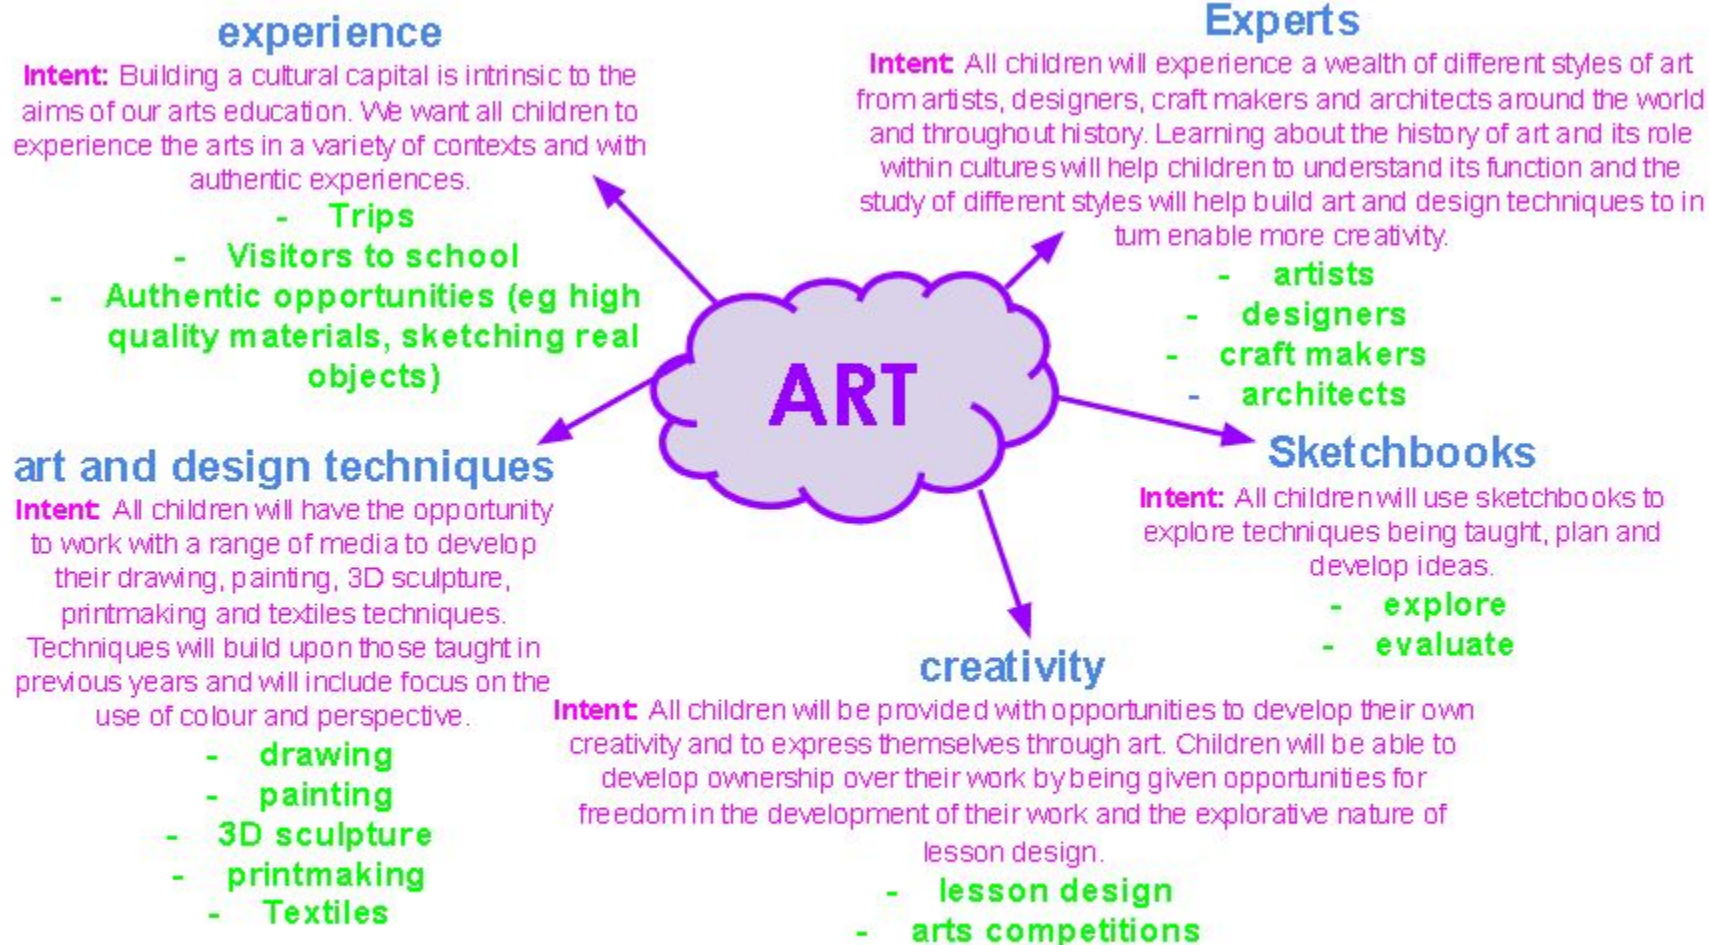 experience
Intent: Building a cultural capital is intrinsic to the
aims of our arts education. We want all children to
experience the arts in a variety of contexts and with
authentic experiences.
- Trips
- Visitors to school
- Authentic opportunities (eg high
quality materials, sketching real
objects)
Experts
Intent: All children will experience a wealth of different styles of art
from artists, designers, craft makers and architects around the world
and throughout history. Learning about the history of art and its role
within cultures will help children to understand its function and the
study of different styles will help build art and design techniques to in
turn enable more creativity.
- artists
- designers
- craft makers
- architects
ART
art and design techniques
Intent: All children will have the opportunity
to work with a range of media to develop
their drawing, painting, 3D sculpture,
printmaking and textiles techniques.
Techniques will build upon those taught in
previous years and will include focus on the
use of colour and perspective.
- drawing
- painting
- 3D sculpture
- printmaking
- Textiles
Sketchbooks
Intent: All children will use sketchbooks to
explore techniques being taught, plan and
develop ideas.
- explore
- evaluate
creativity
Intent: All children will be provided with opportunities to develop their own
creativity and to express themselves through art. Children will be able to
develop ownership over their work by being given opportunities for
freedom in the development of their work and the explorative nature of
lesson design.
- lesson design
- arts competitions